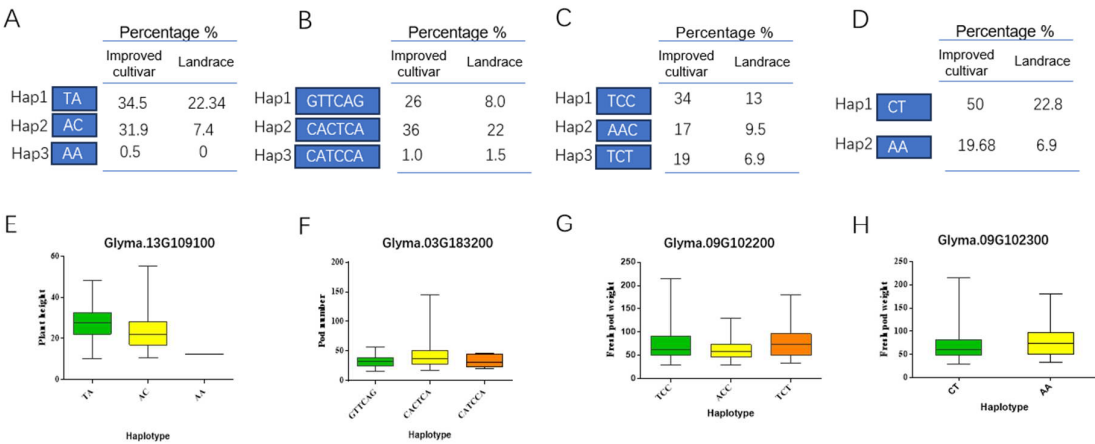 A
Percentage %
Improved cultivar
Landrace
Hap1 TA 34.5 22.34
Hap2 AC 31.9 7.4
Hap3 AA 0.5 0
B
Percentage %
Improved cultivar
Landrace
Hap1 GTTCAG 26 8.0
Hap2 CACTCA 36 22
Hap3 CATCCA 1.0 1.5
C
Percentage %
Improved cultivar
Landrace
Hap1 TCC 34 13
Hap2 AAC 17 9.5
Hap3 TCT 19 6.9
D
Percentage %
Improved cultivar
Landrace
Hap1 CT 50 22.8
Hap2 AA 19.68 6.9
E
Glyma.13G109100
Plant height
60
40
20
0
TA AC AA
Haplotype
F
Glyma.03G183200
Pod number
200
150
100
50
0
GTTCAG CACTCA CATCCA
Haplotype
G
Glyma.09G102200
Fresh pod weight
250
200
150
100
50
0
TCC ACC TCT
Haplotype
H
Glyma.09G102300
Fresh pod weight
250
200
150
100
50
0
CT AA
Haplotype